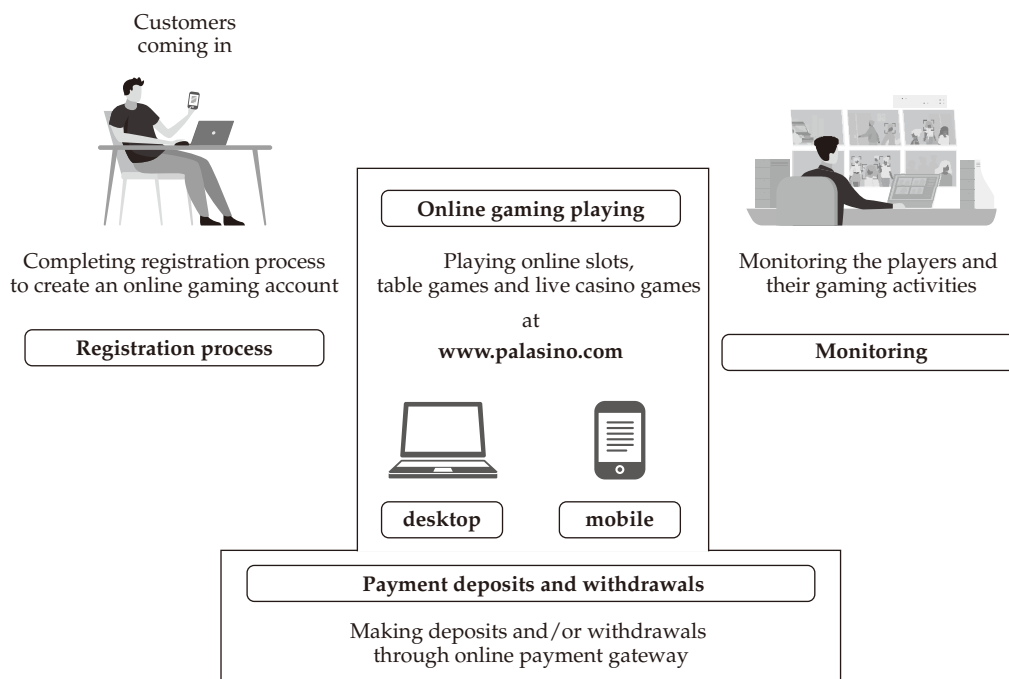 Customers
coming in
Completing registration process
to create an online gaming account
Registration process
Online gaming playing
Playing online slots,
table games and live casino games
at
www.palasino.com
desktop
mobile
Monitoring the players and
their gaming activities
Monitoring
Payment deposits and withdrawals
Making deposits and/or withdrawals
through online payment gateway